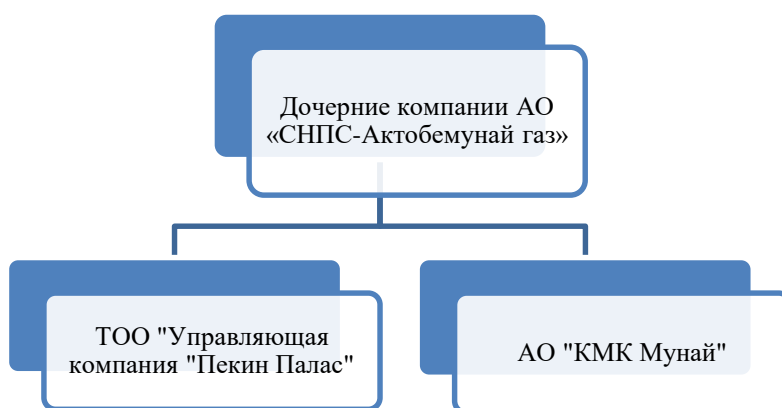 Дочерние компании АО
«СНПС-Актобемунай газ»
ТОО "Управляющая
компания "Пекин Палас"
АО "КМК Мунай"